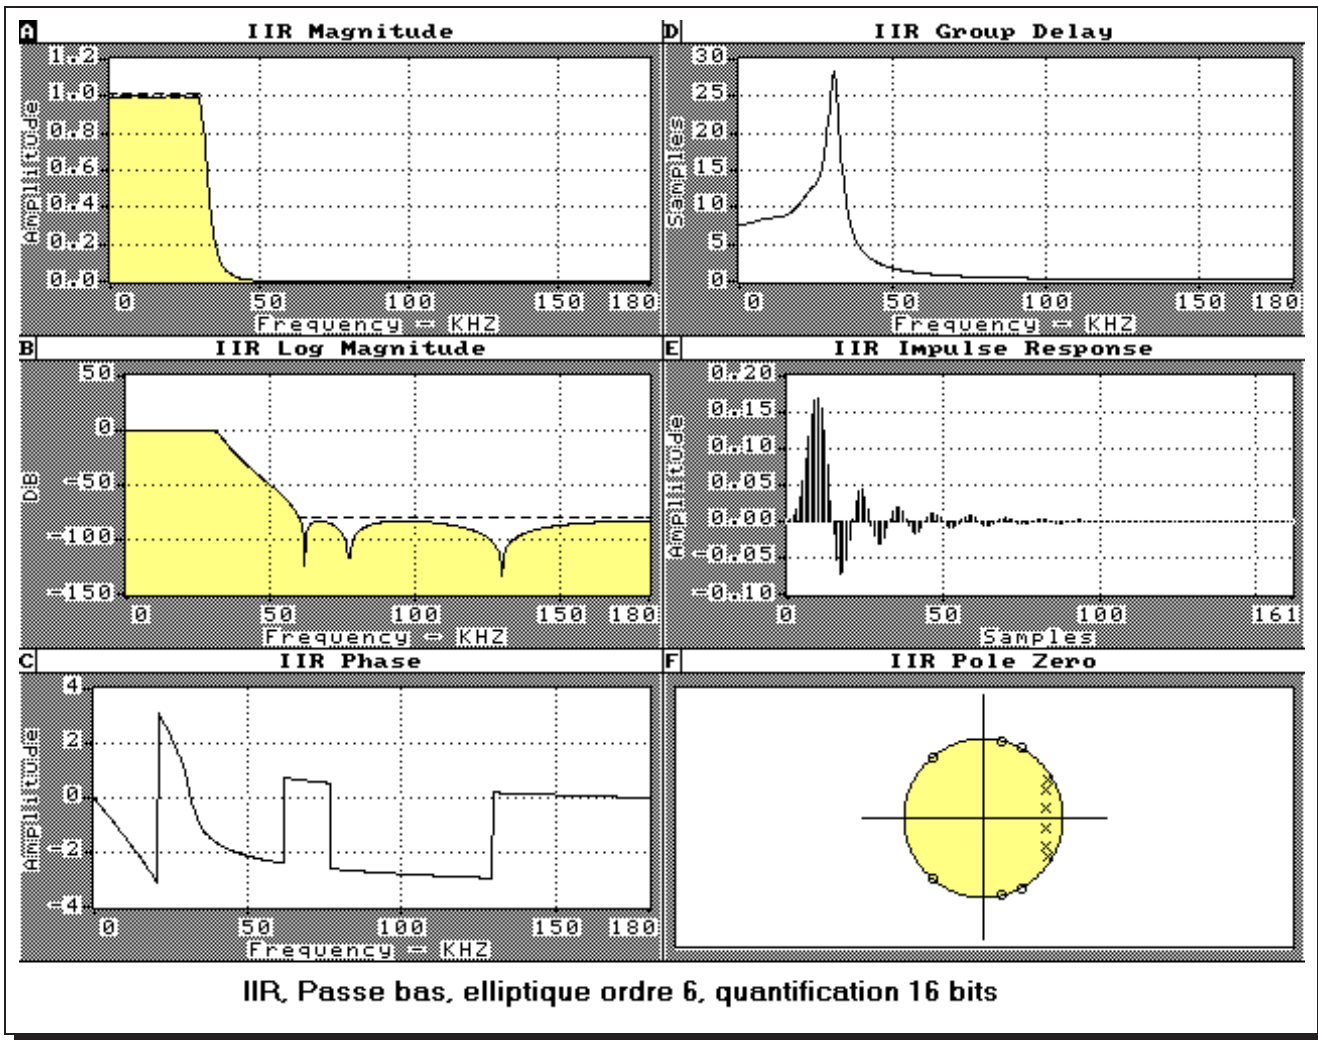 A IIR Magnitude
1.2
1.0
0.8
0.6
0.4
0.2
0.0
Amplitude
0 50 100 150 180
Frequency - KHZ
D IIR Group Delay
30
25
20
15
10
5
0
Samples
0 50 100 150 180
Frequency - KHZ
B IIR Log Magnitude
50
0
-50
-100
-150
DB
0 50 100 150 180
Frequency - KHZ
E IIR Impulse Response
0.20
0.15
0.10
0.05
0.00
-0.05
-0.10
Amplitude
0 50 100 161
Samples
C IIR Phase
4
2
0
-2
-4
Amplitude
0 50 100 150 180
Frequency - KHZ
F IIR Pole Zero
IIR, Passe bas, elliptique ordre 6, quantification 16 bits